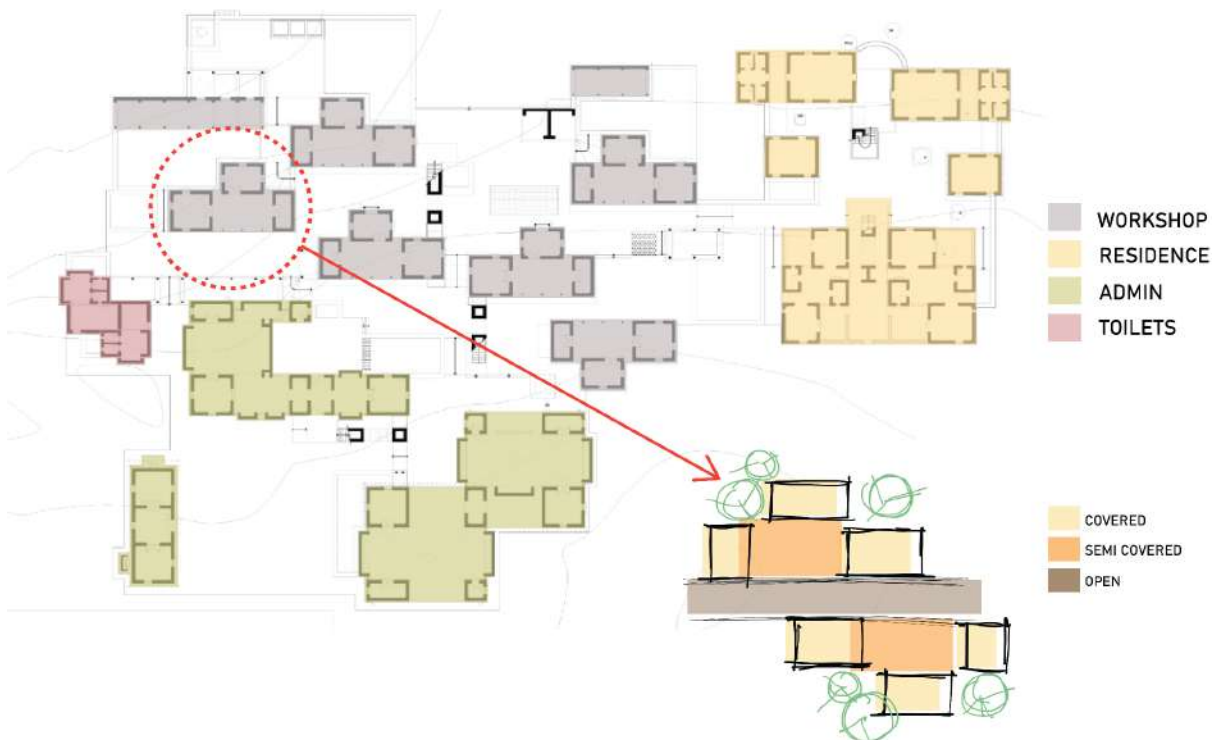 WORKSHOP
RESIDENCE
ADMIN
TOILETS
COVERED
SEMI COVERED
OPEN